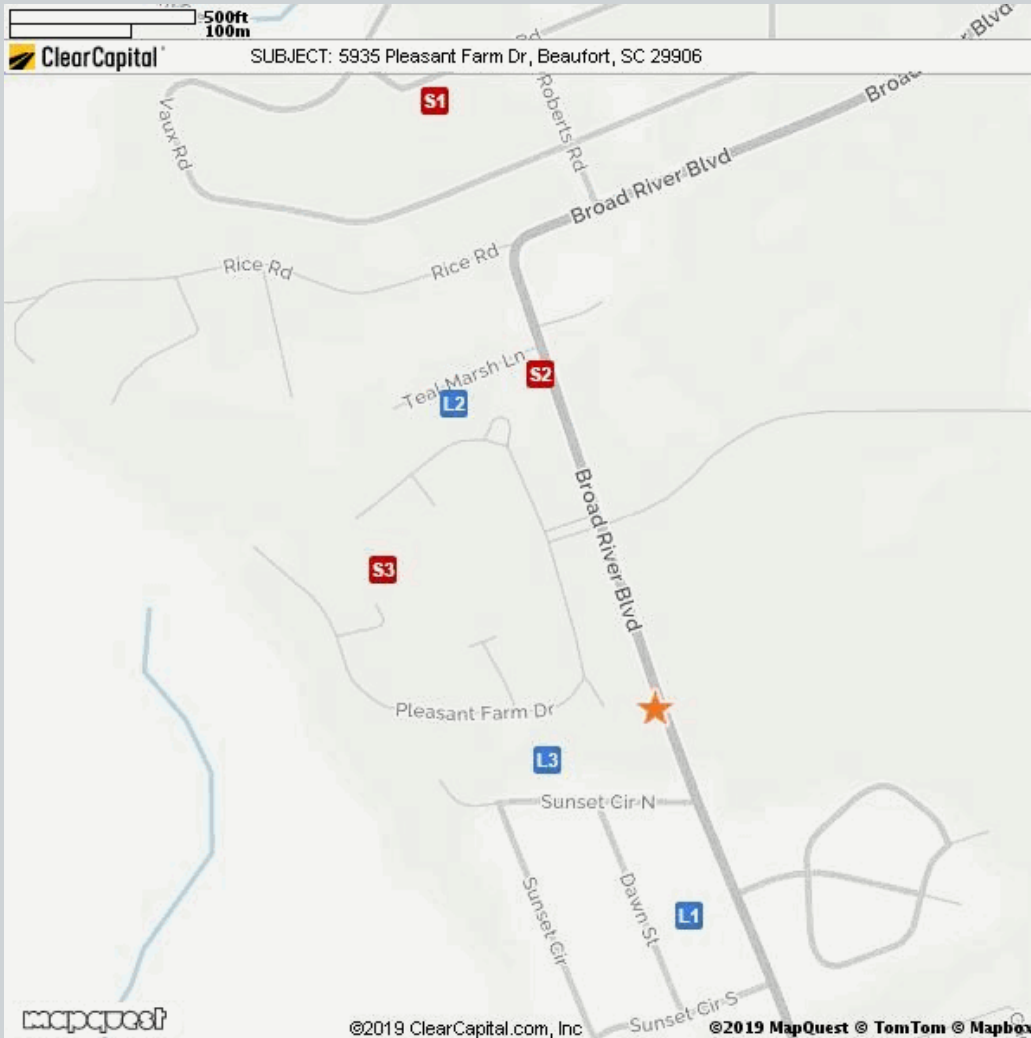 500ft
100m
ClearCapital
SUBJECT: 5935 Pleasant Farm Dr, Beaufort, SC 29906
Rd
Blvd
S1
Vaux Rd
Roberts Rd
Broad River Blvd
Rice Rd
Rice Rd
Teal Marsh Ln
S2
L2
Broad River Blvd
S3
Pleasant Farm Dr
L3
Sunset Cir N
Sunset Cir
Dawn St
L1
Sunset Cir S
mapquest
©2019 ClearCapital.com, Inc
©2019 MapQuest © TomTom © Mapbox